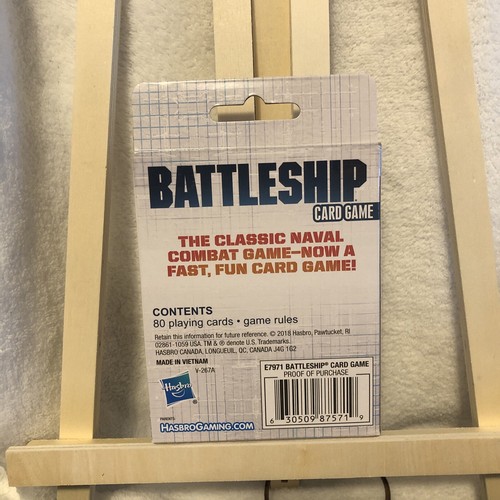 BATTLESHIP
CARD GAME
THE CLASSIC NAVAL
COMBAT GAME–NOW A
FAST, FUN CARD GAME!
CONTENTS
80 playing cards • game rules
Retain this information for future reference. © 2018 Hasbro, Pawtucket, RI
02861-1059 USA. TM & ® denote U.S. Trademarks.
HASBRO CANADA, LONGUEUIL, QC, CANADA J4G 1G2
MADE IN VIETNAM
V-267A
Hasbro
PARENTS:
HASBROGAMING.COM
E7971 BATTLESHIP® CARD GAME
PROOF OF PURCHASE
6 30509 87571 9